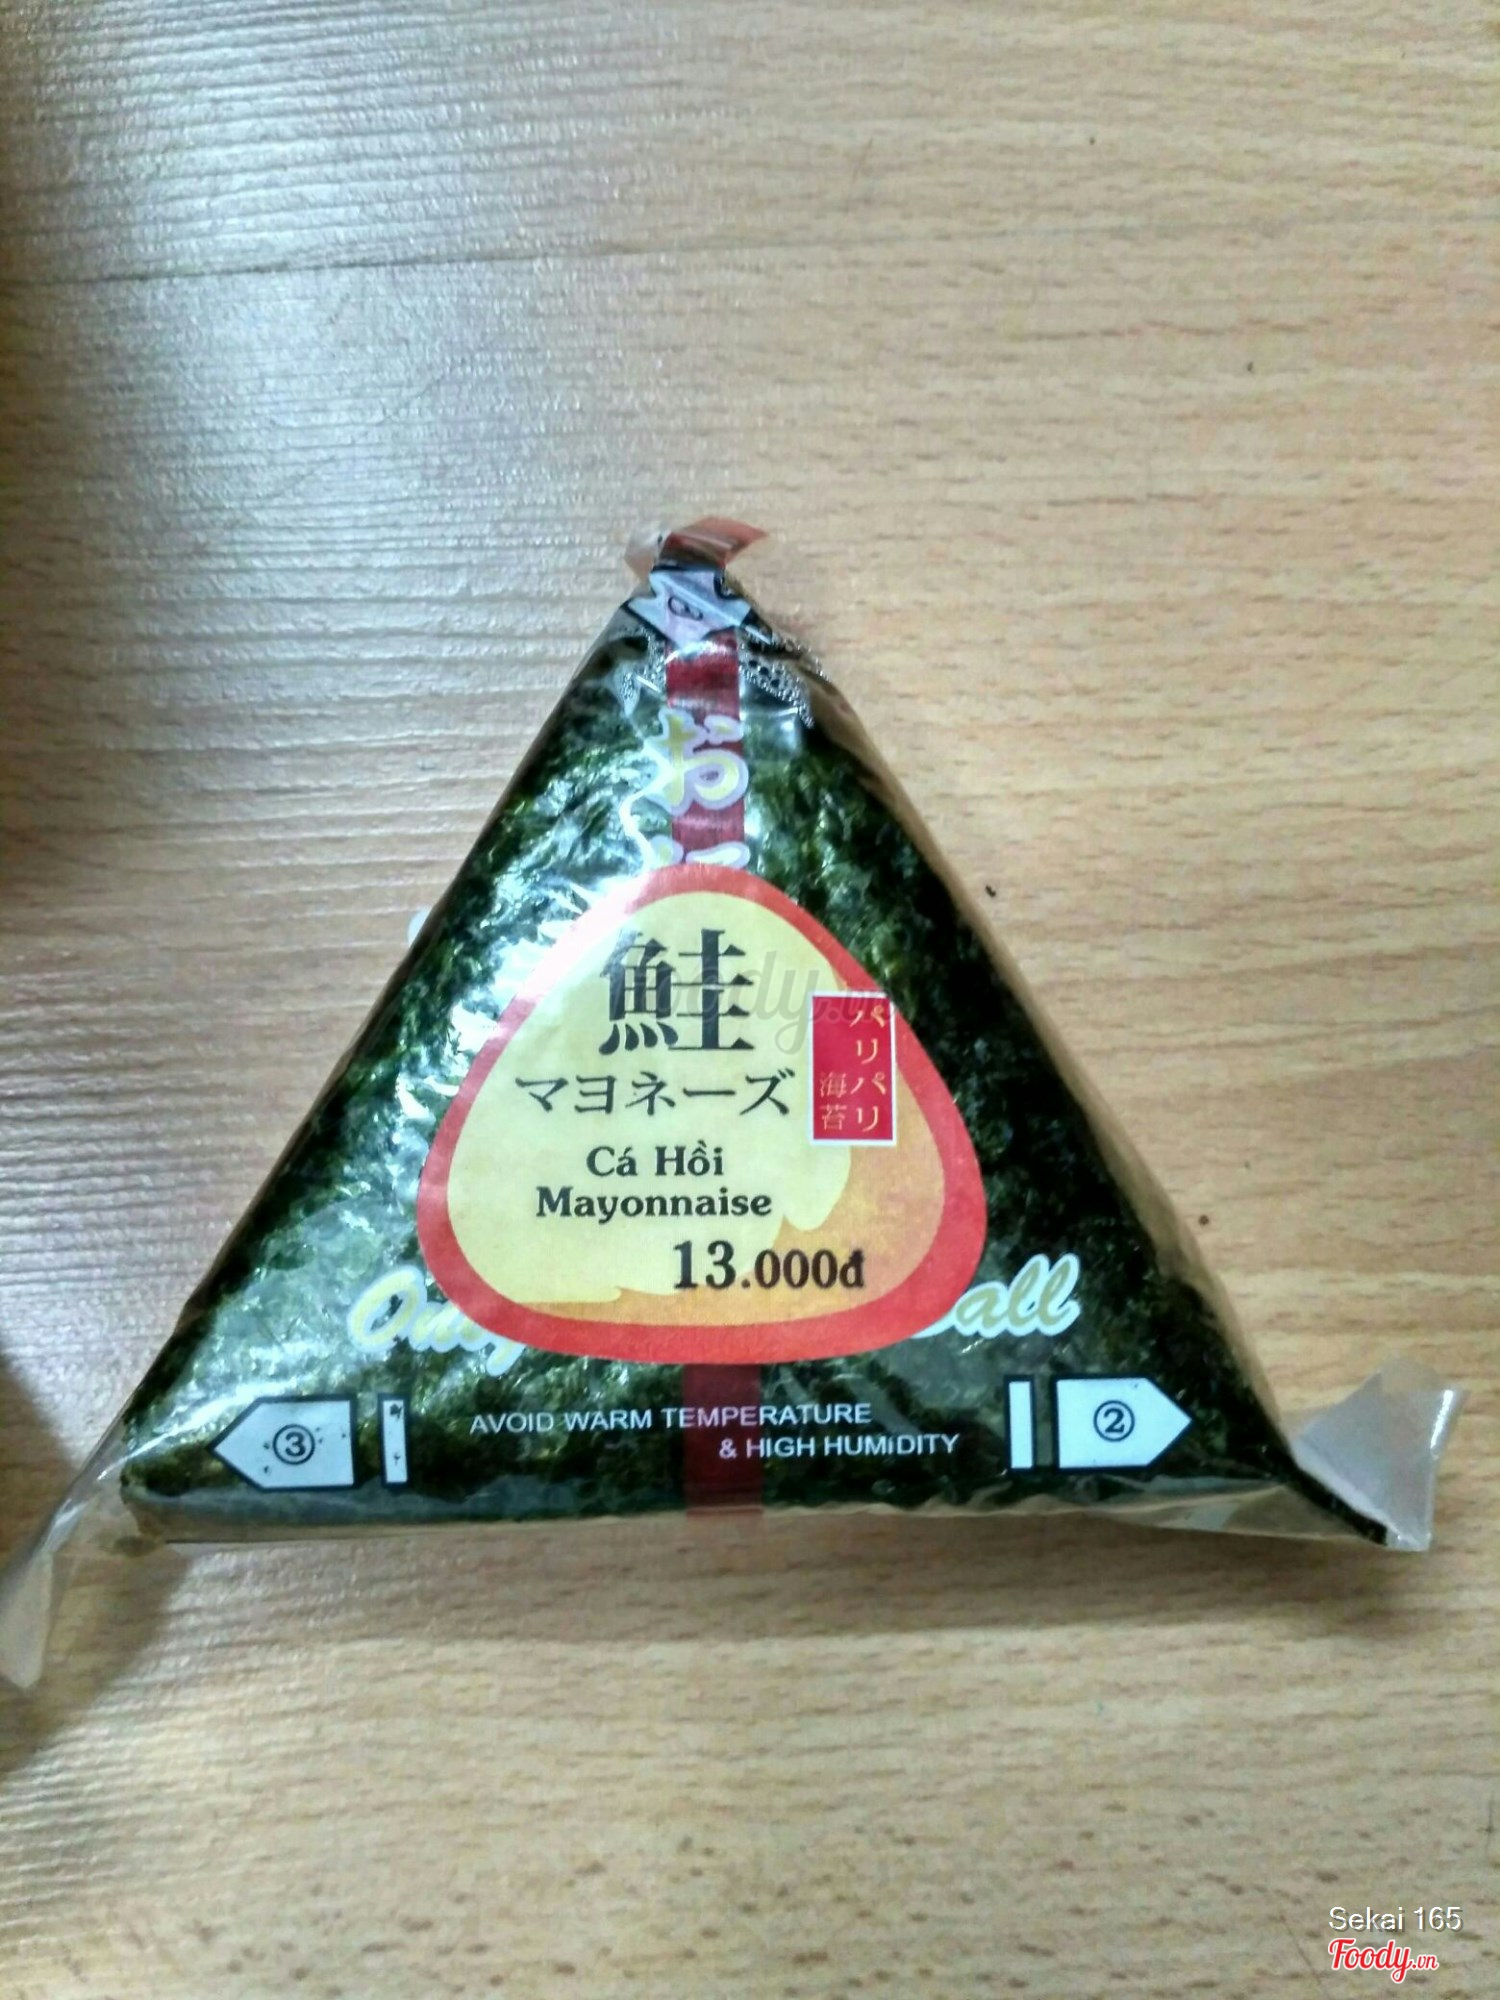 お
鮭
マヨネーズ
パリパリ
海苔
Cá Hồi
Mayonnaise
13.000đ
③
AVOID WARM TEMPERATURE
& HIGH HUMIDITY
②
Sekai 165
Foody.vn